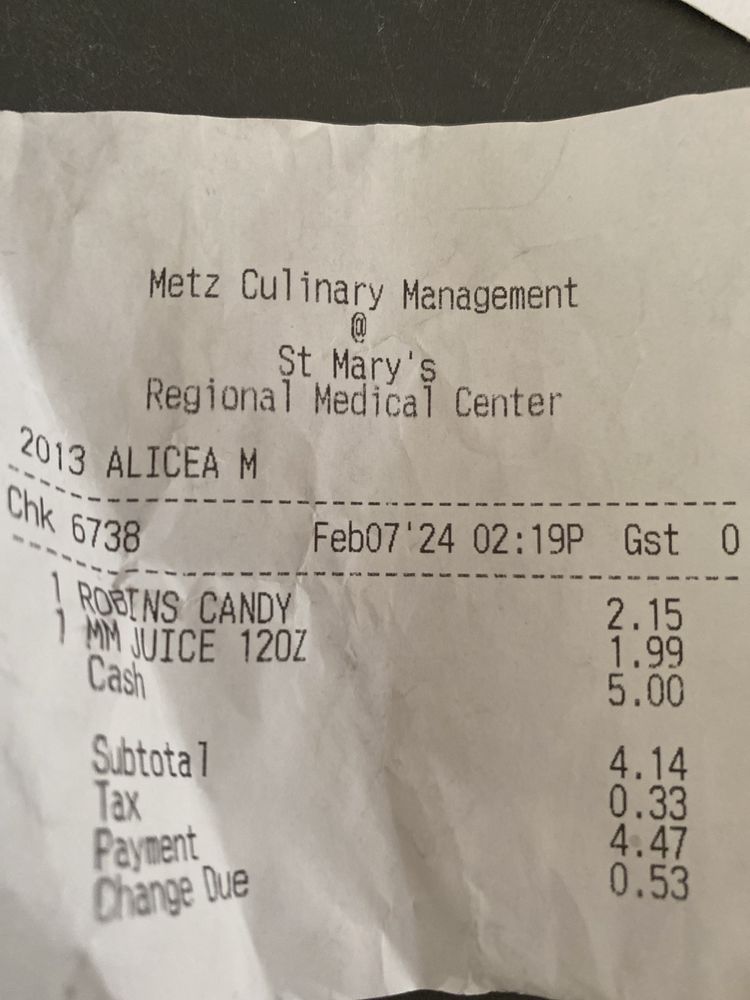 Metz Culinary Management
@
St Mary's
Regional Medical Center
2013 ALICEA M
Chk 6738 Feb07'24 02:19P Gst 0
1 ROBINS CANDY 2.15
1 MM JUICE 12OZ 1.99
Cash 5.00
Subtotal 4.14
Tax 0.33
Payment 4.47
Change Due 0.53